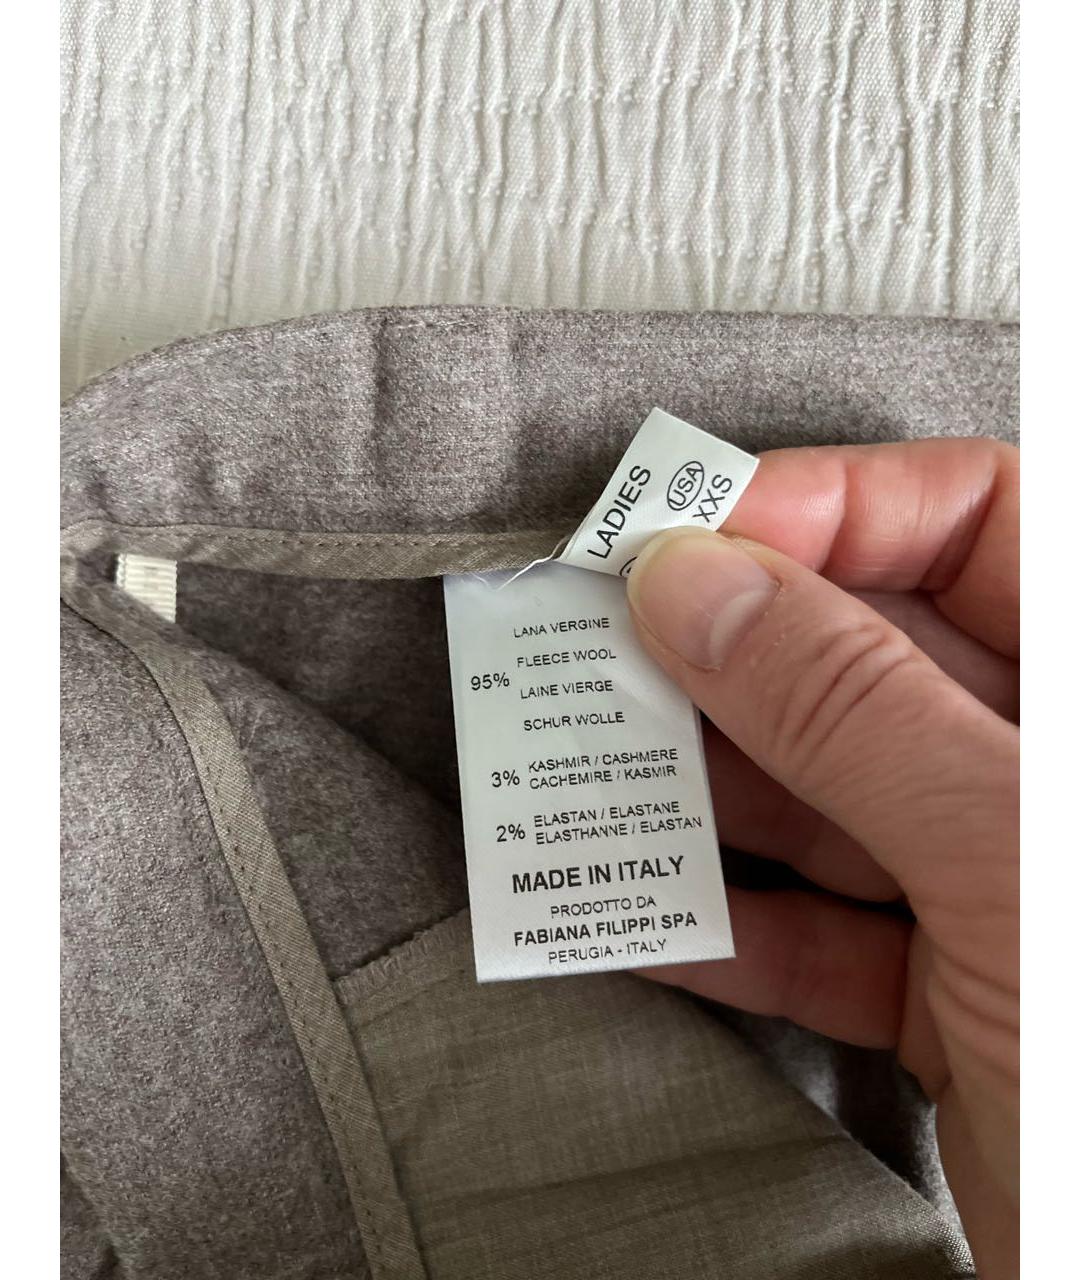 LADIES
USA
XXS
LANA VERGINE
FLEECE WOOL
95%
LAINE VIERGE
SCHUR WOLLE
3% KASHMIR / CASHMERE
CACHEMIRE / KASMIR
2% ELASTAN / ELASTANE
ELASTHANNE / ELASTAN
MADE IN ITALY
PRODOTTO DA
FABIANA FILIPPI SPA
PERUGIA - ITALY